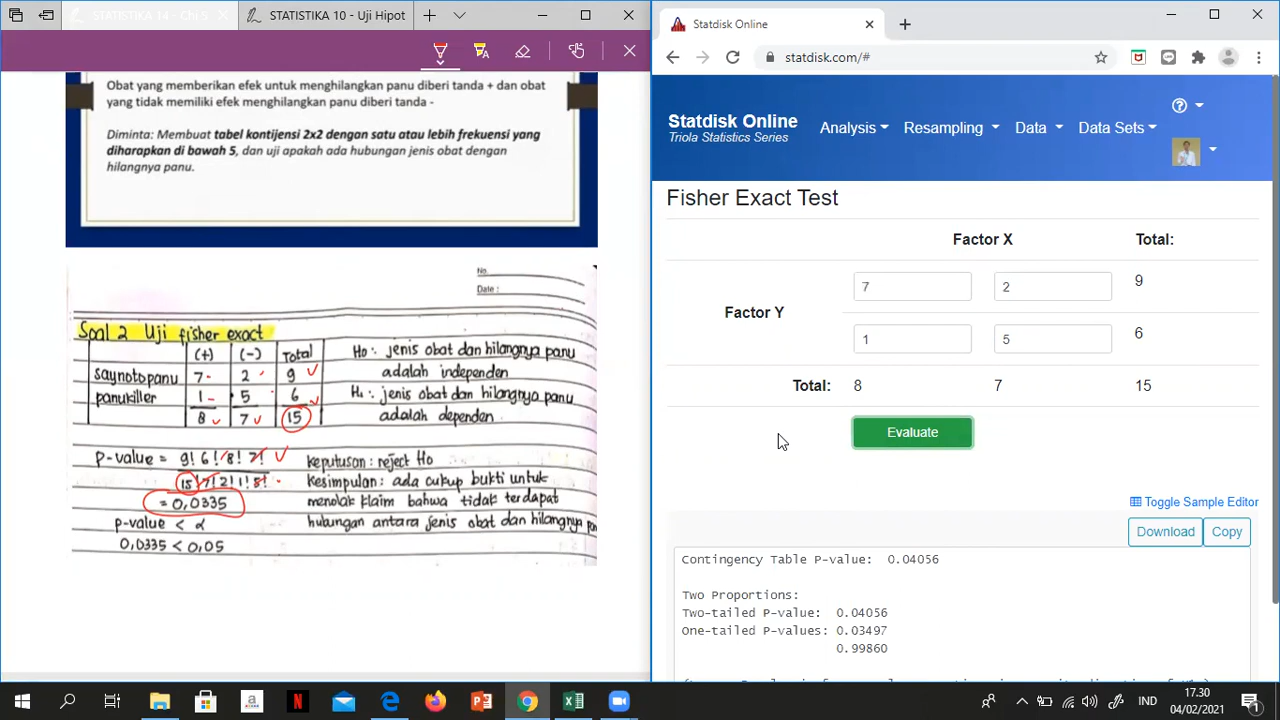 STATISTIKA 14 - Chi S
STATISTIKA 10 - Uji Hipot
Obat yang memberikan efek untuk menghilangkan panu diberi tanda + dan obat
yang tidak memiliki efek menghilangkan panu diberi tanda -
Diminta: Membuat tabel kontijensi 2x2 dengan satu atau lebih frekuensi yang
diharapkan di bawah 5, dan uji apakah ada hubungan jenis obat dengan
hilangnya panu.
No.
Date :
Soal 2 Uji fisher exact
(+) (-) Total
saynotopanu 7 2 9
panukiller 1 5 6
8 7 15
Ho : jenis obat dan hilangnya panu
adalah independen
H1 : jenis obat dan hilangnya panu
adalah dependen
p-value = 9! 6! 8! 7!
15! 7! 2! 1! 5!
= 0,0335
p-value < α
0,0335 < 0,05
keputusan : reject Ho
kesimpulan : ada cukup bukti untuk
menolak klaim bahwa tidak terdapat
hubungan antara jenis obat dan hilangnya pan
Statdisk Online
statdisk.com/#
Statdisk Online
Triola Statistics Series
Analysis Resampling Data Data Sets
Fisher Exact Test
Factor X Total:
7 2 9
Factor Y
1 5 6
Total: 8 7 15
Evaluate
Toggle Sample Editor
Download Copy
Contingency Table P-value: 0.04056
Two Proportions:
Two-tailed P-value: 0.04056
One-tailed P-values: 0.03497
0.99860
IND
17.30
04/02/2021